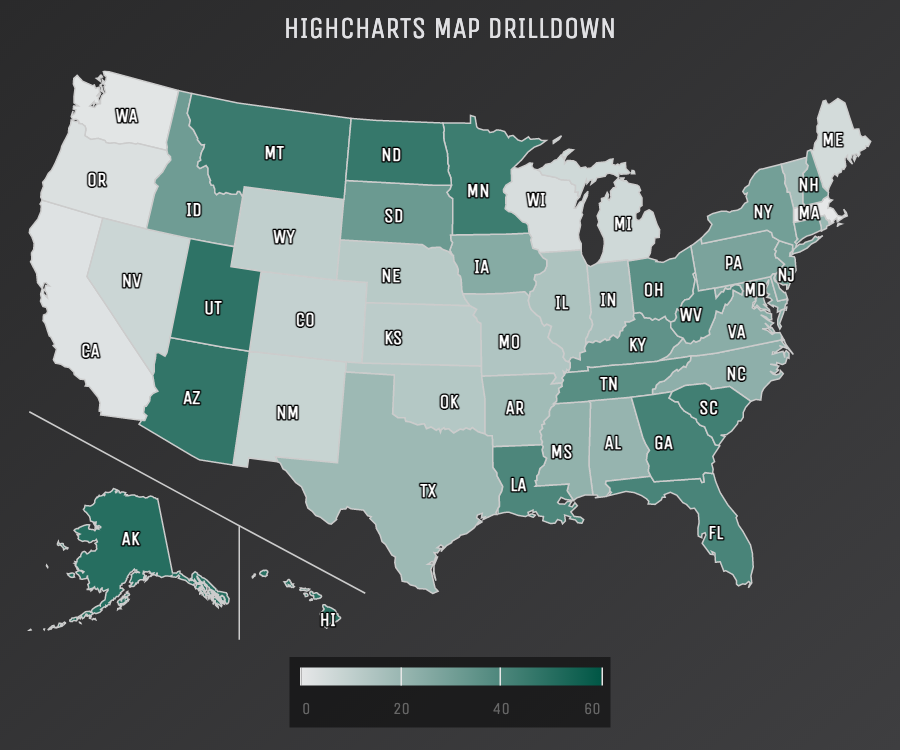 HIGHCHARTS MAP DRILLDOWN
WA
ME
MT
ND
OR
MN
NH
WI
ID
SD
NY
MA
MI
WY
PA
IA
NE
NJ
NV
OH
MD
IL
IN
UT
WV
CO
VA
KS
MO
KY
CA
NC
TN
AZ
OK
AR
SC
NM
GA
AL
MS
LA
TX
FL
AK
HI
0 20 40 60